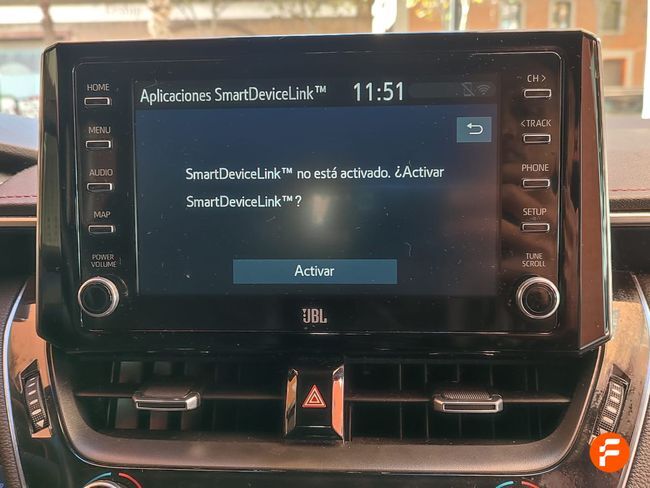 Aplicaciones SmartDeviceLink™ 11:51
HOME
MENU
AUDIO
MAP
POWER
VOLUME
SmartDeviceLink™ no está activado. ¿Activar
SmartDeviceLink™?
Activar
CH >
< TRACK
PHONE
SETUP
TUNE
SCROLL
JBL
F